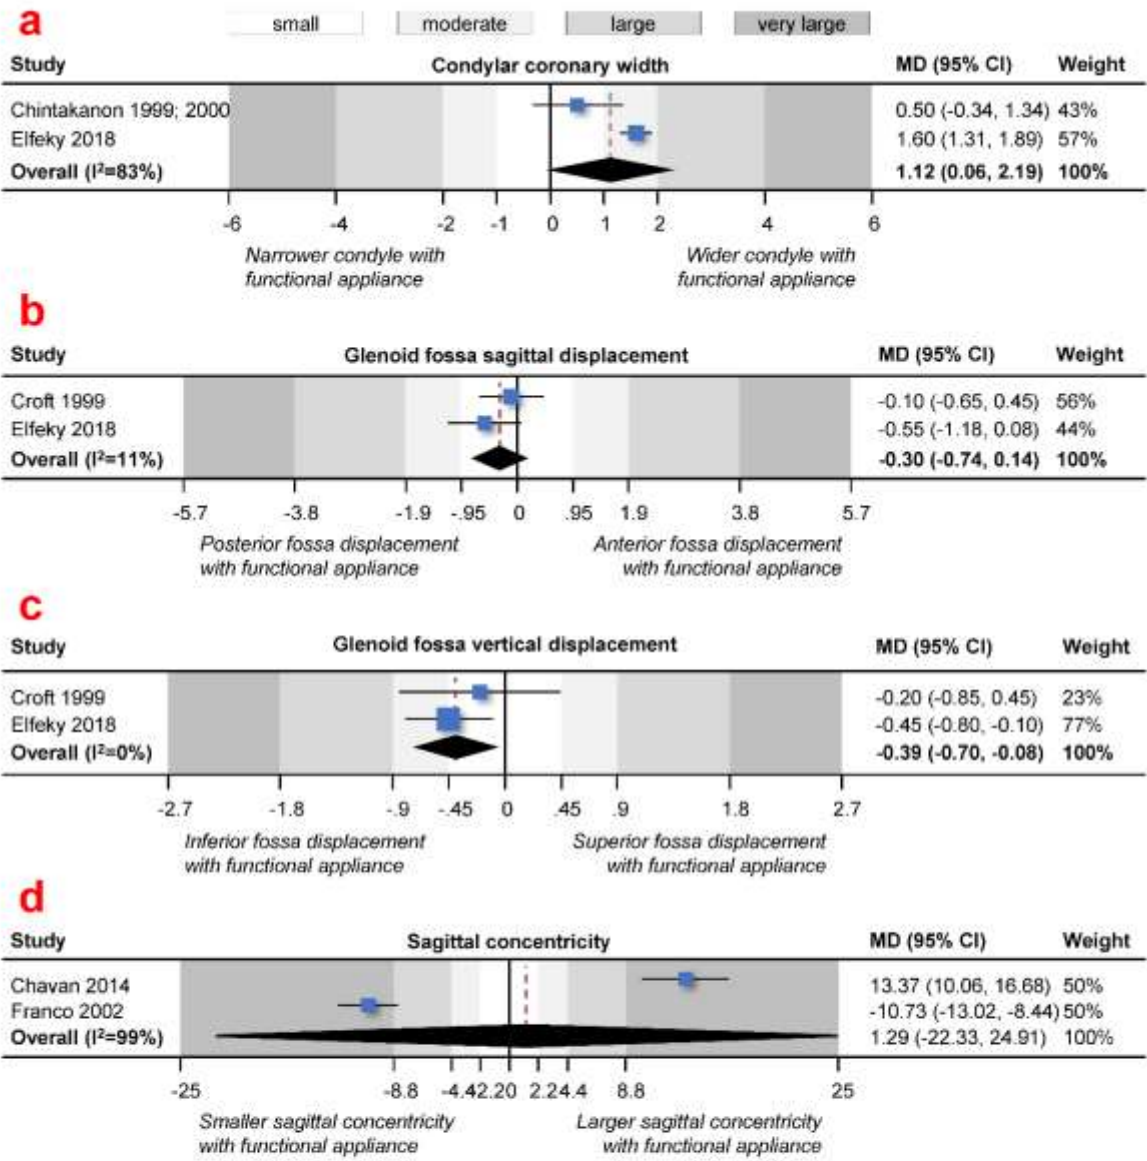 a
small moderate large very large
Study Condylar coronary width MD (95% CI) Weight
Chintakanon 1999; 2000 0.50 (-0.34, 1.34) 43%
Elfeky 2018 1.60 (1.31, 1.89) 57%
Overall (I²=83%) 1.12 (0.06, 2.19) 100%
-6 -4 -2 -1 0 1 2 4 6
Narrower condyle with Wider condyle with
functional appliance functional appliance
b
Study Glenoid fossa sagittal displacement MD (95% CI) Weight
Croft 1999 -0.10 (-0.65, 0.45) 56%
Elfeky 2018 -0.55 (-1.18, 0.08) 44%
Overall (I²=11%) -0.30 (-0.74, 0.14) 100%
-5.7 -3.8 -1.9 -.95 0 .95 1.9 3.8 5.7
Posterior fossa displacement Anterior fossa displacement
with functional appliance with functional appliance
c
Study Glenoid fossa vertical displacement MD (95% CI) Weight
Croft 1999 -0.20 (-0.85, 0.45) 23%
Elfeky 2018 -0.45 (-0.80, -0.10) 77%
Overall (I²=0%) -0.39 (-0.70, -0.08) 100%
-2.7 -1.8 -.9 -.45 0 .45 .9 1.8 2.7
Inferior fossa displacement Superior fossa displacement
with functional appliance with functional appliance
d
Study Sagittal concentricity MD (95% CI) Weight
Chavan 2014 13.37 (10.06, 16.68) 50%
Franco 2002 -10.73 (-13.02, -8.44) 50%
Overall (I²=99%) 1.29 (-22.33, 24.91) 100%
-25 -8.8 -4.4 -2.2 0 2.2 4.4 8.8 25
Smaller sagittal concentricity Larger sagittal concentricity
with functional appliance with functional appliance